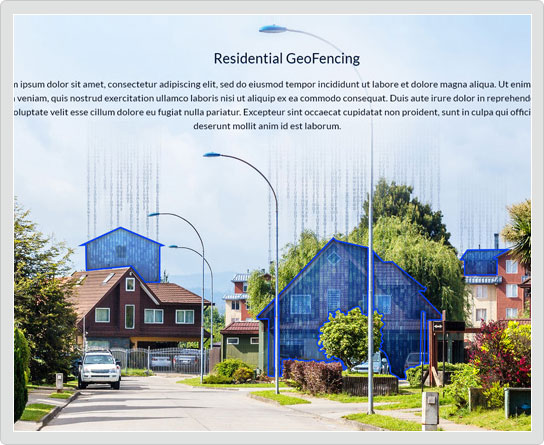 Residential GeoFencing
m ipsum dolor sit amet, consectetur adipiscing elit, sed do eiusmod tempor incididunt ut labore et dolore magna aliqua. Ut enim
veniam, quis nostrud exercitation ullamco laboris nisi ut aliquip ex ea commodo consequat. Duis aute irure dolor in reprehende
oluptate velit esse cillum dolore eu fugiat nulla pariatur. Excepteur sint occaecat cupidatat non proident, sunt in culpa qui offici
deserunt mollit anim id est laborum.